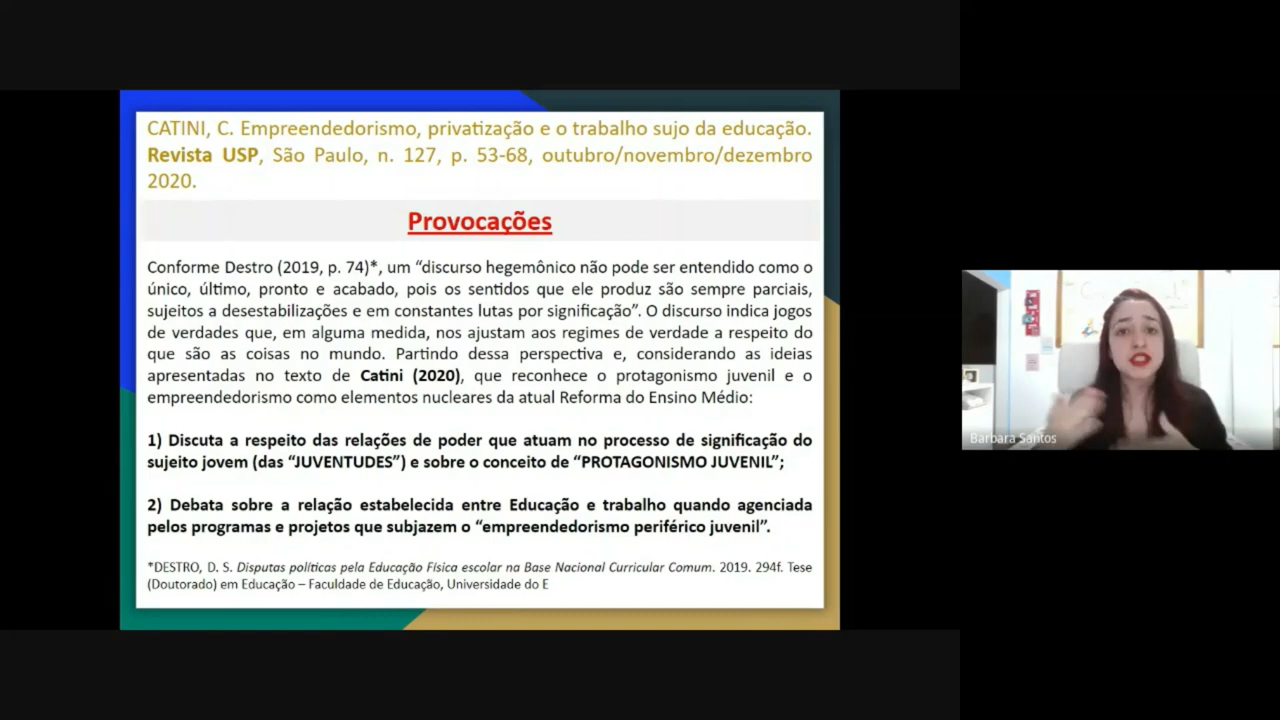 CATINI, C. Empreendedorismo, privatização e o trabalho sujo da educação.
Revista USP, São Paulo, n. 127, p. 53-68, outubro/novembro/dezembro
2020.
Provocações
Conforme Destro (2019, p. 74)*, um “discurso hegemônico não pode ser entendido como o
único, último, pronto e acabado, pois os sentidos que ele produz são sempre parciais,
sujeitos a desestabilizações e em constantes lutas por significação”. O discurso indica jogos
de verdades que, em alguma medida, nos ajustam aos regimes de verdade a respeito do
que são as coisas no mundo. Partindo dessa perspectiva e, considerando as ideias
apresentadas no texto de Catini (2020), que reconhece o protagonismo juvenil e o
empreendedorismo como elementos nucleares da atual Reforma do Ensino Médio:
1) Discuta a respeito das relações de poder que atuam no processo de significação do
sujeito jovem (das “JUVENTUDES”) e sobre o conceito de “PROTAGONISMO JUVENIL”;
2) Debata sobre a relação estabelecida entre Educação e trabalho quando agenciada
pelos programas e projetos que subjazem o “empreendedorismo periférico juvenil”.
*DESTRO, D. S. Disputas políticas pela Educação Física escolar na Base Nacional Curricular Comum. 2019. 294f. Tese
(Doutorado) em Educação – Faculdade de Educação, Universidade do E
Barbara Santos